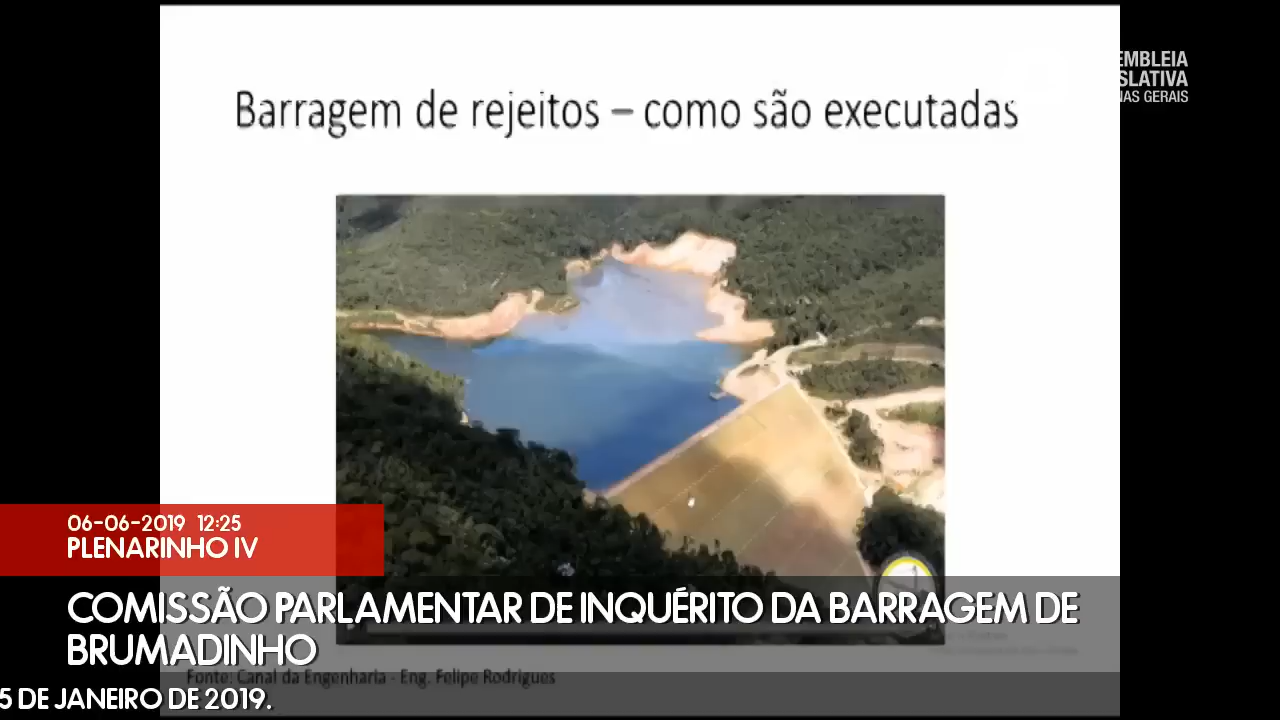 EMBLEIA
SLATIVA
NAS GERAIS
Barragem de rejeitos – como são executadas
06-06-2019 12:25
PLENARINHO IV
COMISSÃO PARLAMENTAR DE INQUÉRITO DA BARRAGEM DE
BRUMADINHO
Fonte: Canal da Engenharia - Eng. Felipe Rodrigues
5 DE JANEIRO DE 2019.